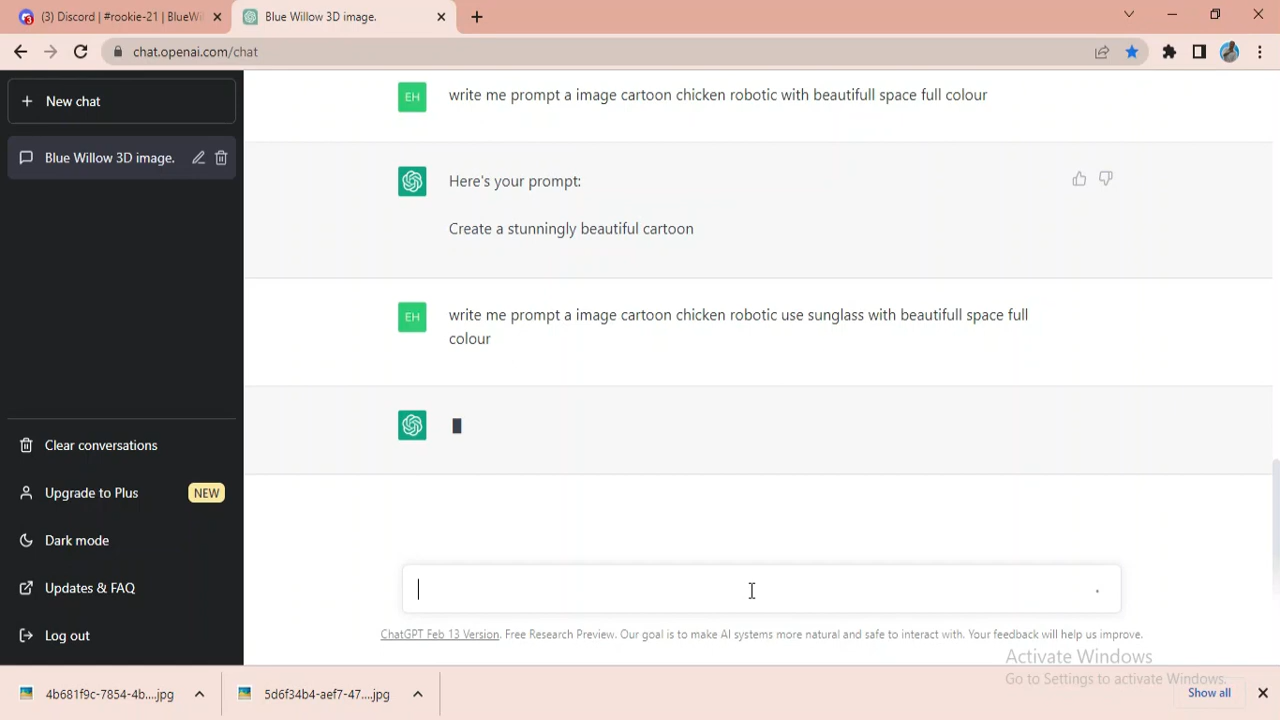 (3) Discord | #rookie-21 | BlueWi
Blue Willow 3D image.
chat.openai.com/chat
New chat
Blue Willow 3D image.
Clear conversations
Upgrade to Plus NEW
Dark mode
Updates & FAQ
Log out
EH write me prompt a image cartoon chicken robotic with beautifull space full colour
Here's your prompt:
Create a stunningly beautiful cartoon
EH write me prompt a image cartoon chicken robotic use sunglass with beautifull space full
colour
ChatGPT Feb 13 Version. Free Research Preview. Our goal is to make AI systems more natural and safe to interact with. Your feedback will help us improve.
Activate Windows
Go to Settings to activate Windows.
4b681f9c-7854-4b....jpg
5d6f34b4-aef7-47....jpg
Show all